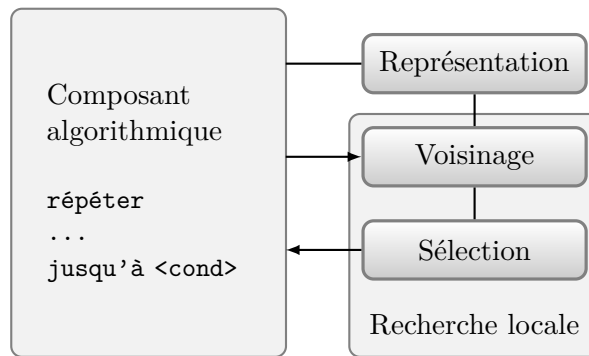 Composant
algorithmique
répéter
...
jusqu'à <cond>
Représentation
Voisinage
Sélection
Recherche locale